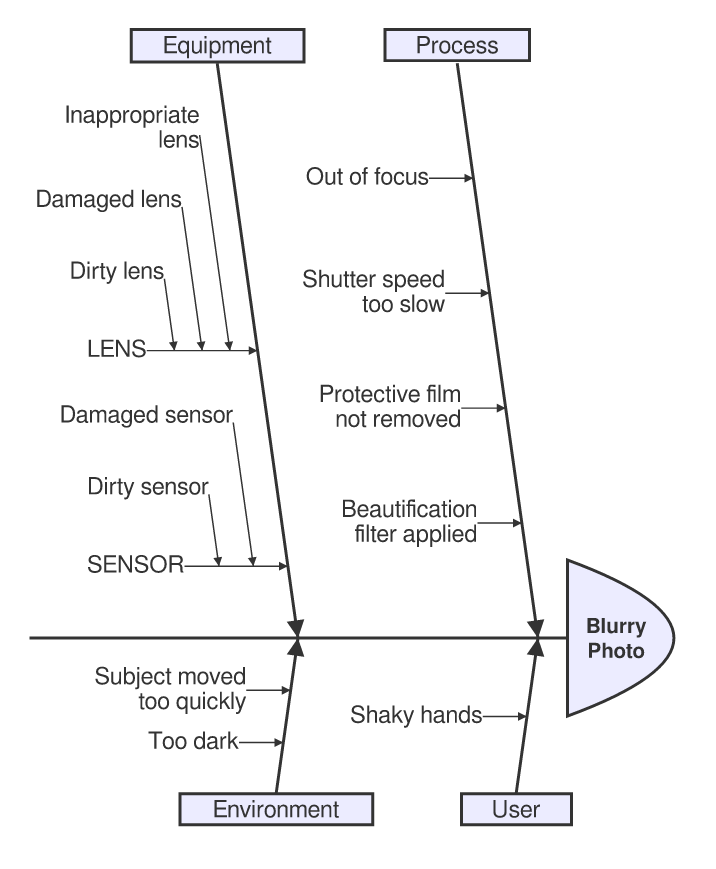 Equipment
Process
Inappropriate
lens
Out of focus
Damaged lens
Dirty lens
Shutter speed
too slow
LENS
Protective film
not removed
Damaged sensor
Dirty sensor
Beautification
filter applied
SENSOR
Blurry
Photo
Subject moved
too quickly
Shaky hands
Too dark
Environment
User